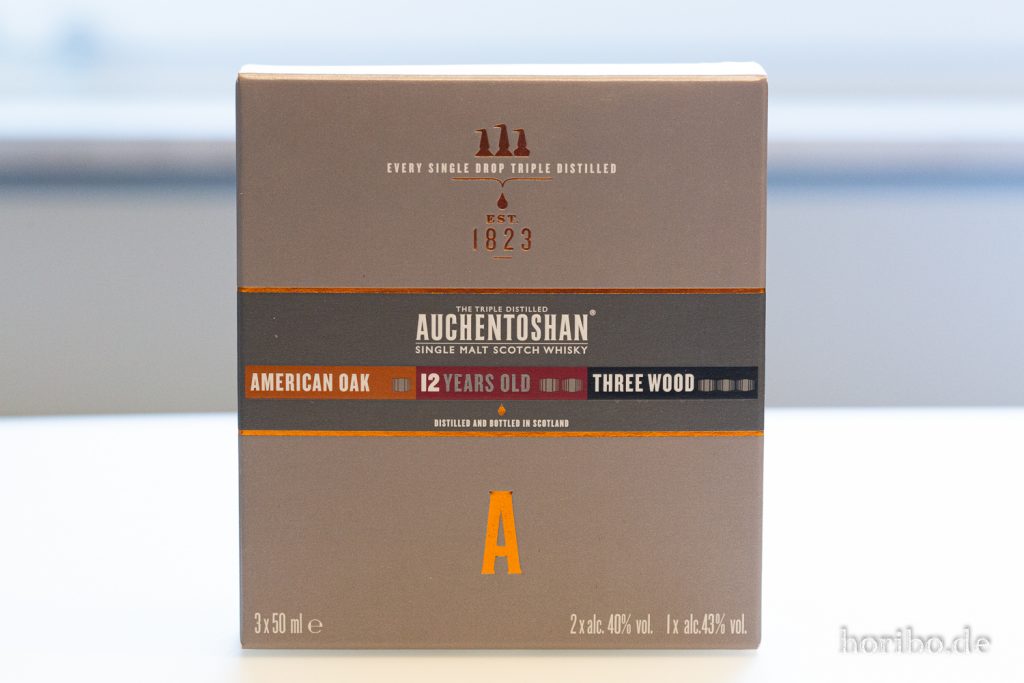 EVERY SINGLE DROP TRIPLE DISTILLED
EST.
1823
THE TRIPLE DISTILLED
AUCHENTOSHAN®
SINGLE MALT SCOTCH WHISKY
AMERICAN OAK 12 YEARS OLD THREE WOOD
DISTILLED AND BOTTLED IN SCOTLAND
A
3 x 50 ml ℮ 2 x alc. 40% vol. 1 x alc. 43% vol.
horibo.de